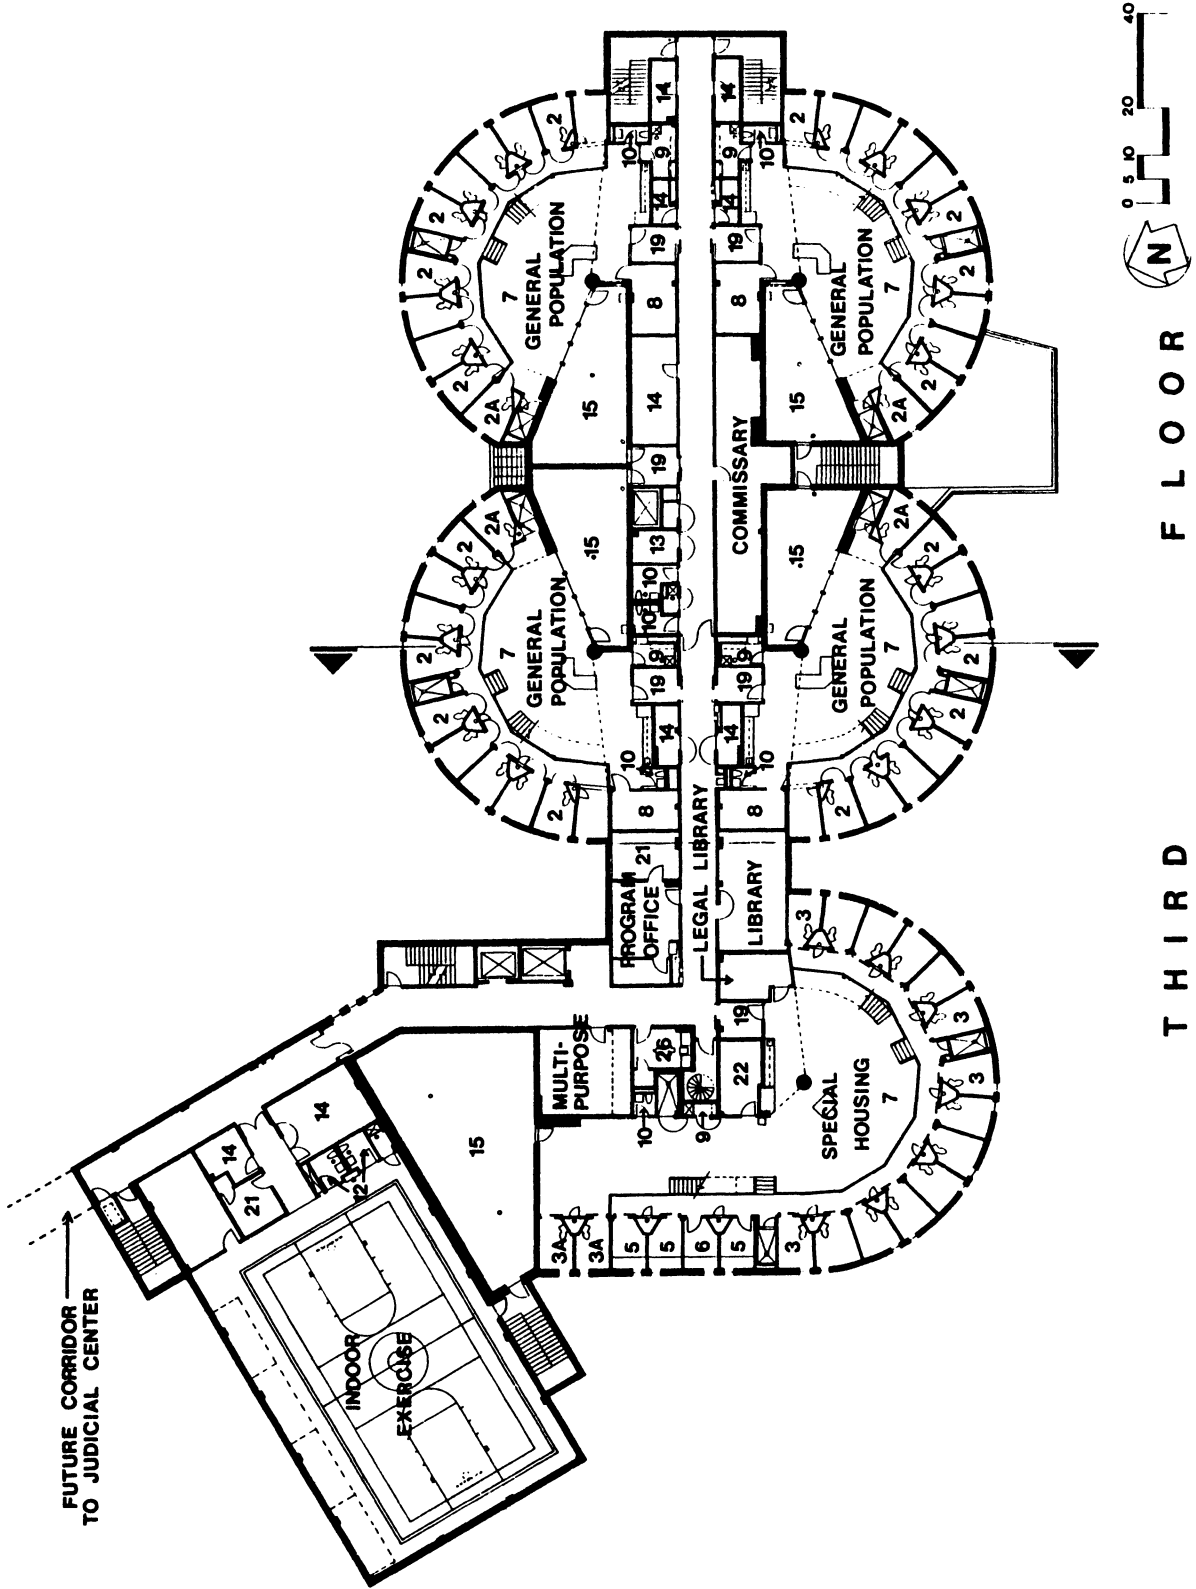 THIRD FLOOR
N
0 5 10 20 40
FUTURE CORRIDOR
TO JUDICIAL CENTER
INDOOR
EXERCISE
14
21
12
14
15
MULTI-
PURPOSE
26
10
9
22
19
SPECIAL
HOUSING
7
3A
3A
5
5
6
5
3
3
3
3
PROGRAM
OFFICE
21
LEGAL LIBRARY
LIBRARY
8
8
10
10
14
14
19
19
9
9
10
10
13
19
14
COMMISSARY
GENERAL
POPULATION
7
2
2
2
2
2A
15
GENERAL
POPULATION
7
2
2
2
2
2A
15
GENERAL
POPULATION
7
2A
2
2
2
2
15
GENERAL
POPULATION
7
2A
2
2
2
2
15
8
8
19
19
14
14
9
9
10
10
14
14